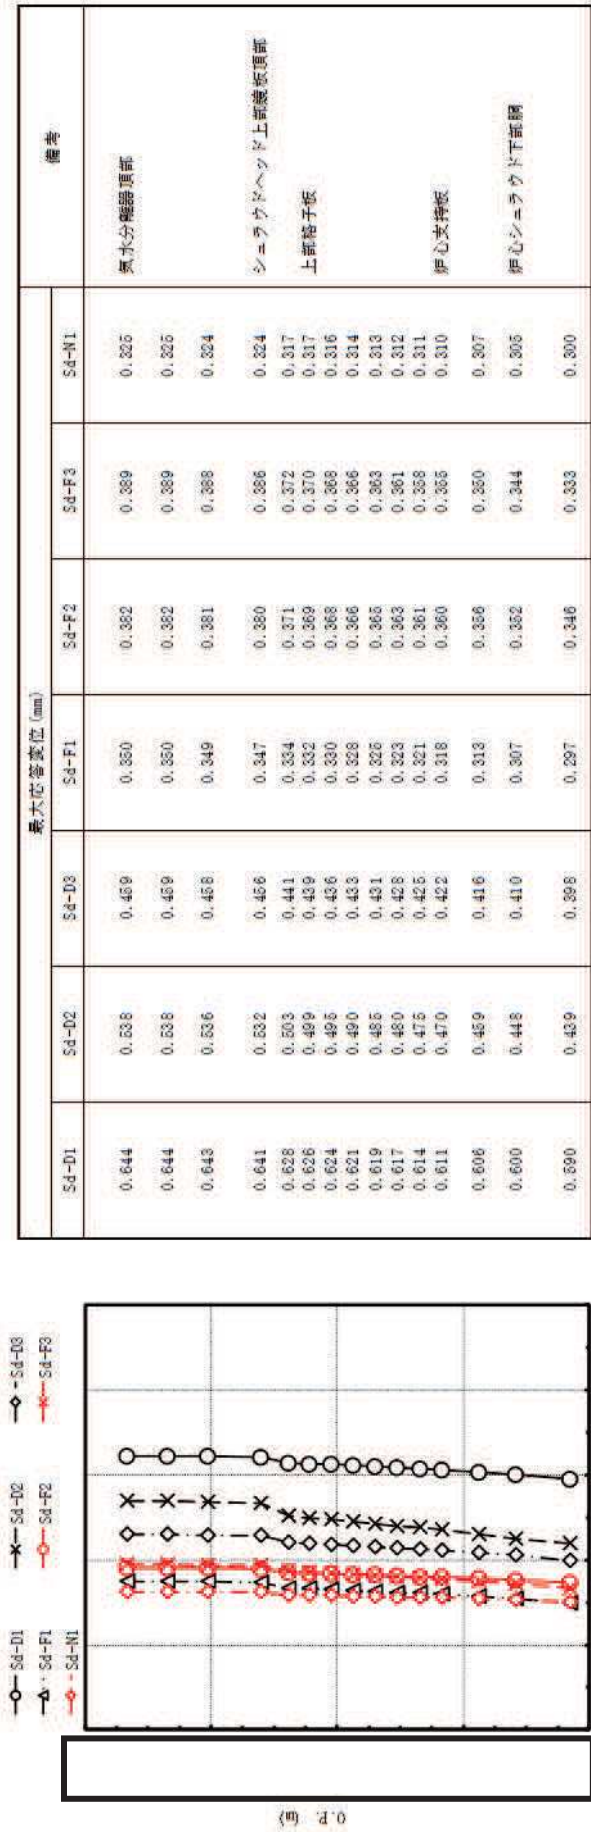 Sd-D1 Sd-D2 Sd-D3
Sd-F1 Sd-F2 Sd-F3
Sd-N1
O.P. (m)
最大応答変位(mm) 備考
Sd-D1 Sd-D2 Sd-D3 Sd-F1 Sd-F2 Sd-F3 Sd-N1
0.644 0.538 0.459 0.350 0.382 0.389 0.325 気水分離器頂部
0.644 0.538 0.459 0.350 0.382 0.389 0.325
0.643 0.536 0.458 0.349 0.381 0.388 0.324
0.641 0.532 0.456 0.347 0.380 0.386 0.324 シュラウドヘッド上部鏡板頂部
0.628 0.503 0.441 0.334 0.371 0.372 0.317
0.626 0.499 0.439 0.332 0.369 0.370 0.317 上部格子板
0.624 0.495 0.436 0.330 0.368 0.368 0.316
0.621 0.490 0.433 0.328 0.366 0.366 0.314
0.619 0.485 0.431 0.325 0.365 0.363 0.313
0.617 0.480 0.428 0.323 0.363 0.361 0.312
0.614 0.475 0.425 0.321 0.361 0.358 0.311
0.611 0.470 0.422 0.318 0.360 0.355 0.310 炉心支持板
0.606 0.459 0.416 0.313 0.356 0.350 0.307
0.600 0.448 0.410 0.307 0.352 0.344 0.305 炉心シュラウド下部胴
0.590 0.439 0.398 0.297 0.346 0.333 0.300